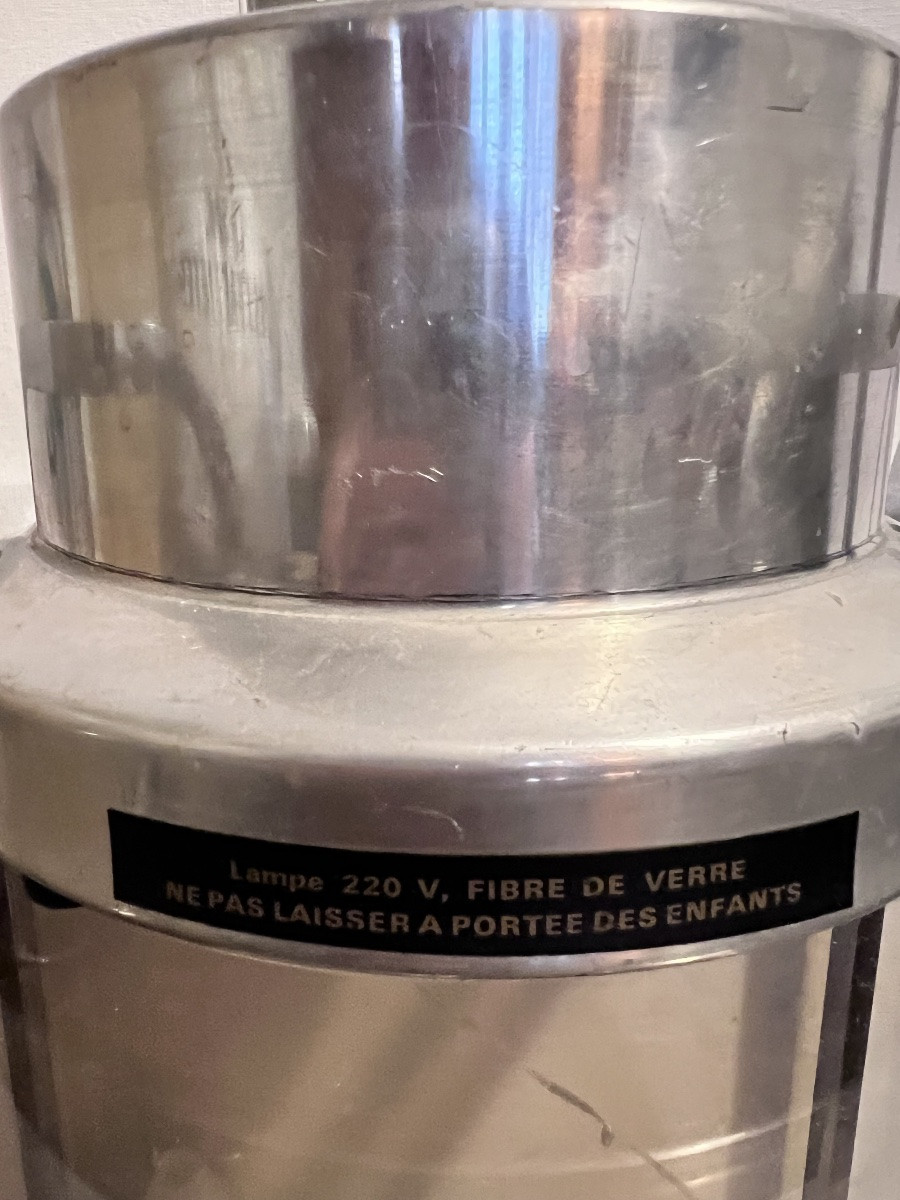 Lampe 220 V, FIBRE DE VERRE
NE PAS LAISSER A PORTEE DES ENFANTS